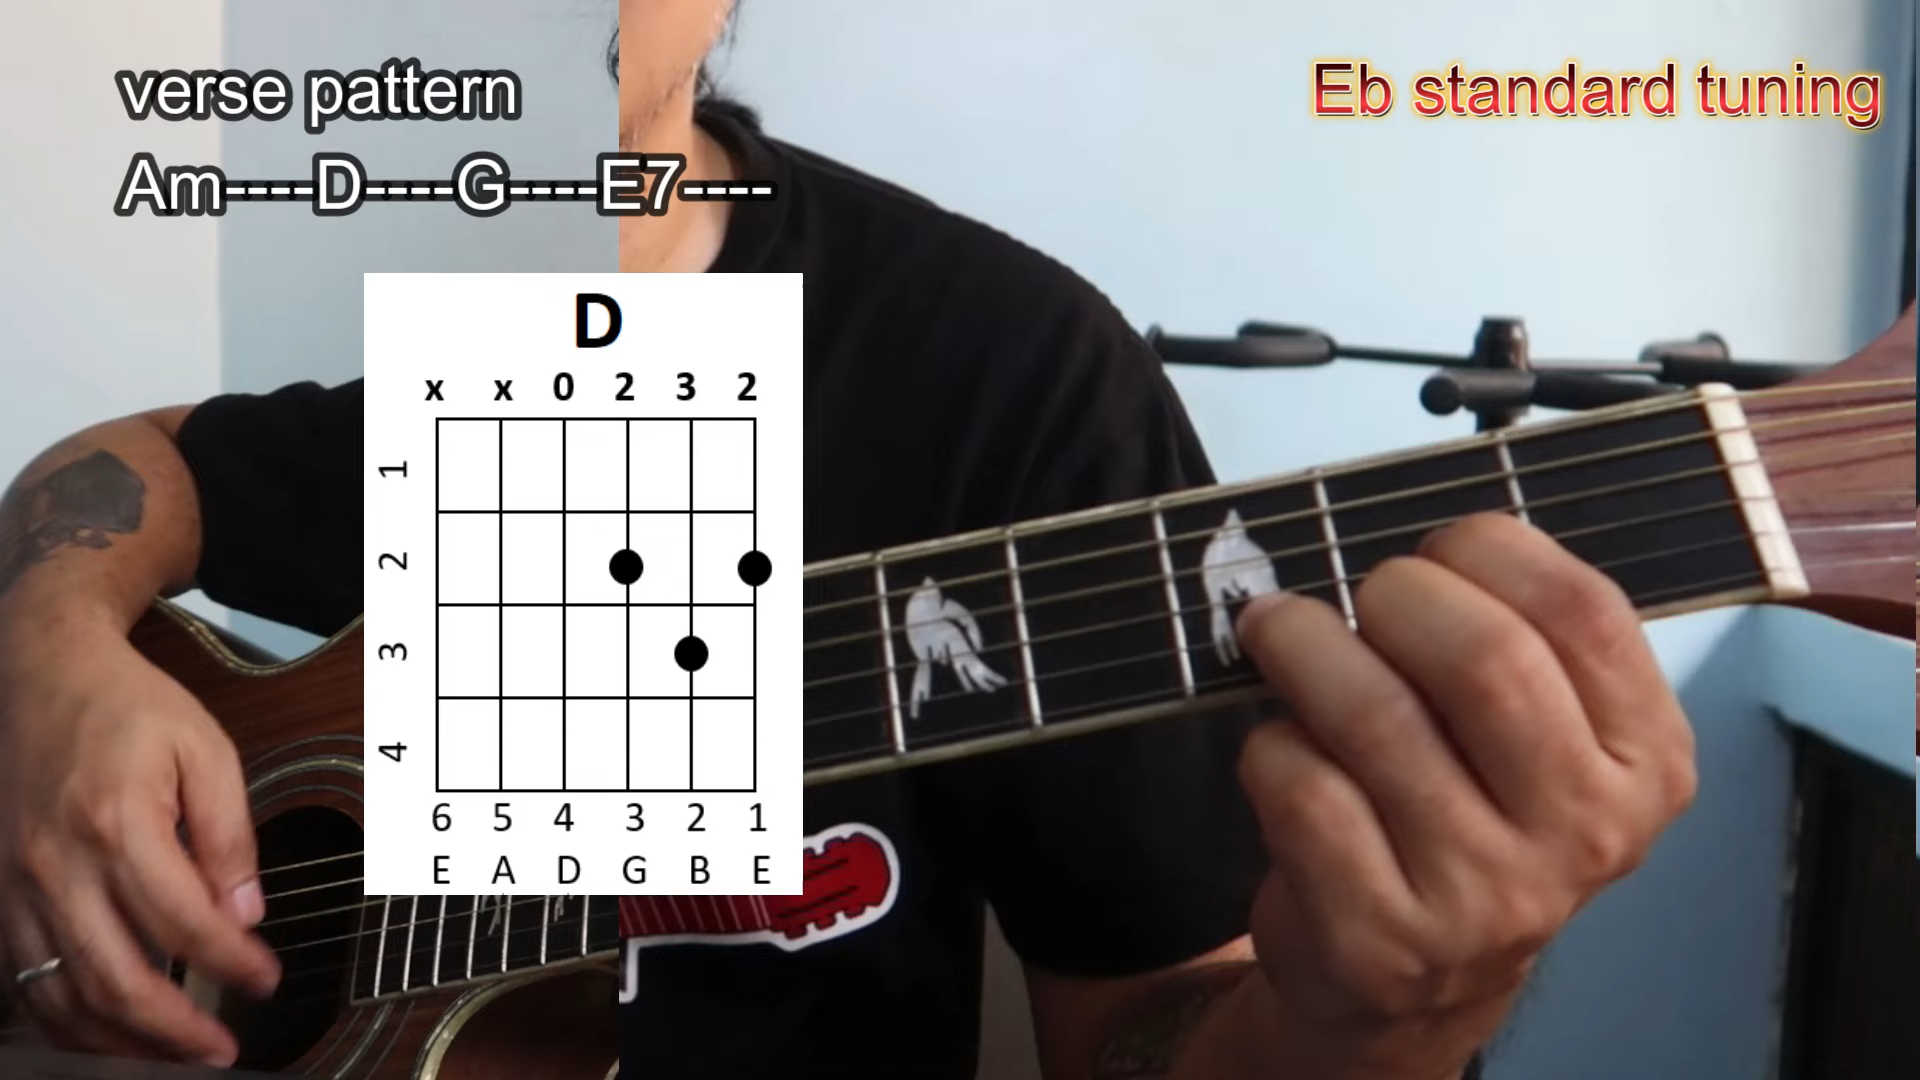 verse pattern
Eb standard tuning
Am----D----G----E7----
D
x x 0 2 3 2
1
2
3
4
6 5 4 3 2 1
E A D G B E